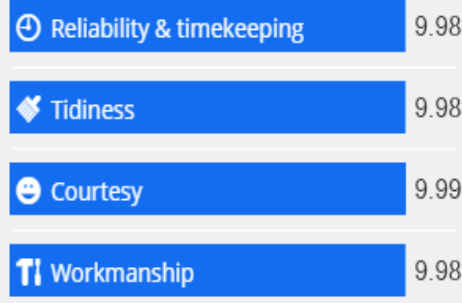 Reliability & timekeeping 9.98
Tidiness 9.98
Courtesy 9.99
Workmanship 9.98